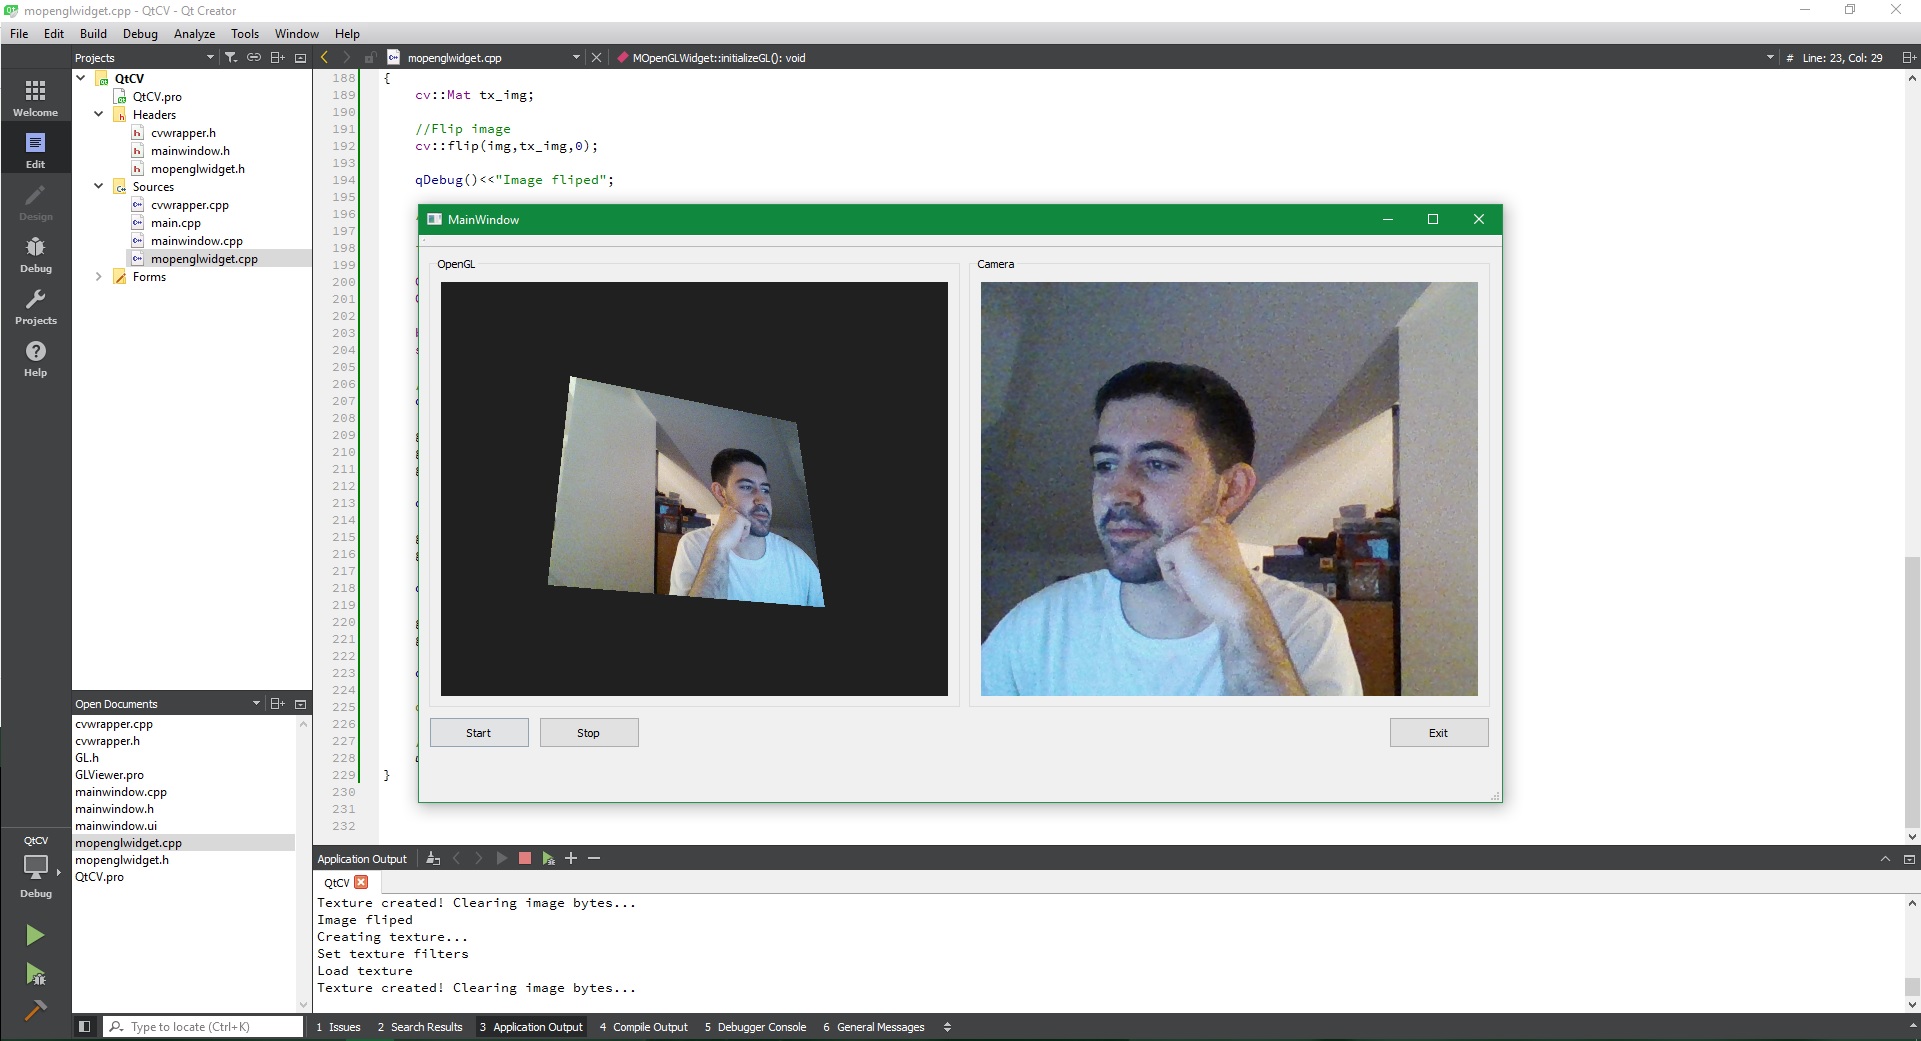 mopenglwidget.cpp - QtCV - Qt Creator
File Edit Build Debug Analyze Tools Window Help
Projects
mopenglwidget.cpp
MOpenGLWidget::initializeGL(): void
# Line: 23, Col: 29
Welcome
Edit
Design
Debug
Projects
Help
QtCV
QtCV.pro
Headers
cvwrapper.h
mainwindow.h
mopenglwidget.h
Sources
cvwrapper.cpp
main.cpp
mainwindow.cpp
mopenglwidget.cpp
Forms
188 {
189 cv::Mat tx_img;
190
191 //Flip image
192 cv::flip(img,tx_img,0);
193
194 qDebug()<<"Image fliped";
195
196
197
198
199
200
201
202
203
204
205
206
207
208
209
210
211
212
213
214
215
216
217
218
219
220
221
222
223
224
225
226
227
228
229 }
230
231
232
MainWindow
OpenGL
Camera
Start
Stop
Exit
Open Documents
cvwrapper.cpp
cvwrapper.h
GL.h
GLViewer.pro
mainwindow.cpp
mainwindow.h
mainwindow.ui
mopenglwidget.cpp
mopenglwidget.h
QtCV.pro
QtCV
Debug
Application Output
QtCV
Texture created! Clearing image bytes...
Image fliped
Creating texture...
Set texture filters
Load texture
Texture created! Clearing image bytes...
Type to locate (Ctrl+K)
1 Issues 2 Search Results 3 Application Output 4 Compile Output 5 Debugger Console 6 General Messages